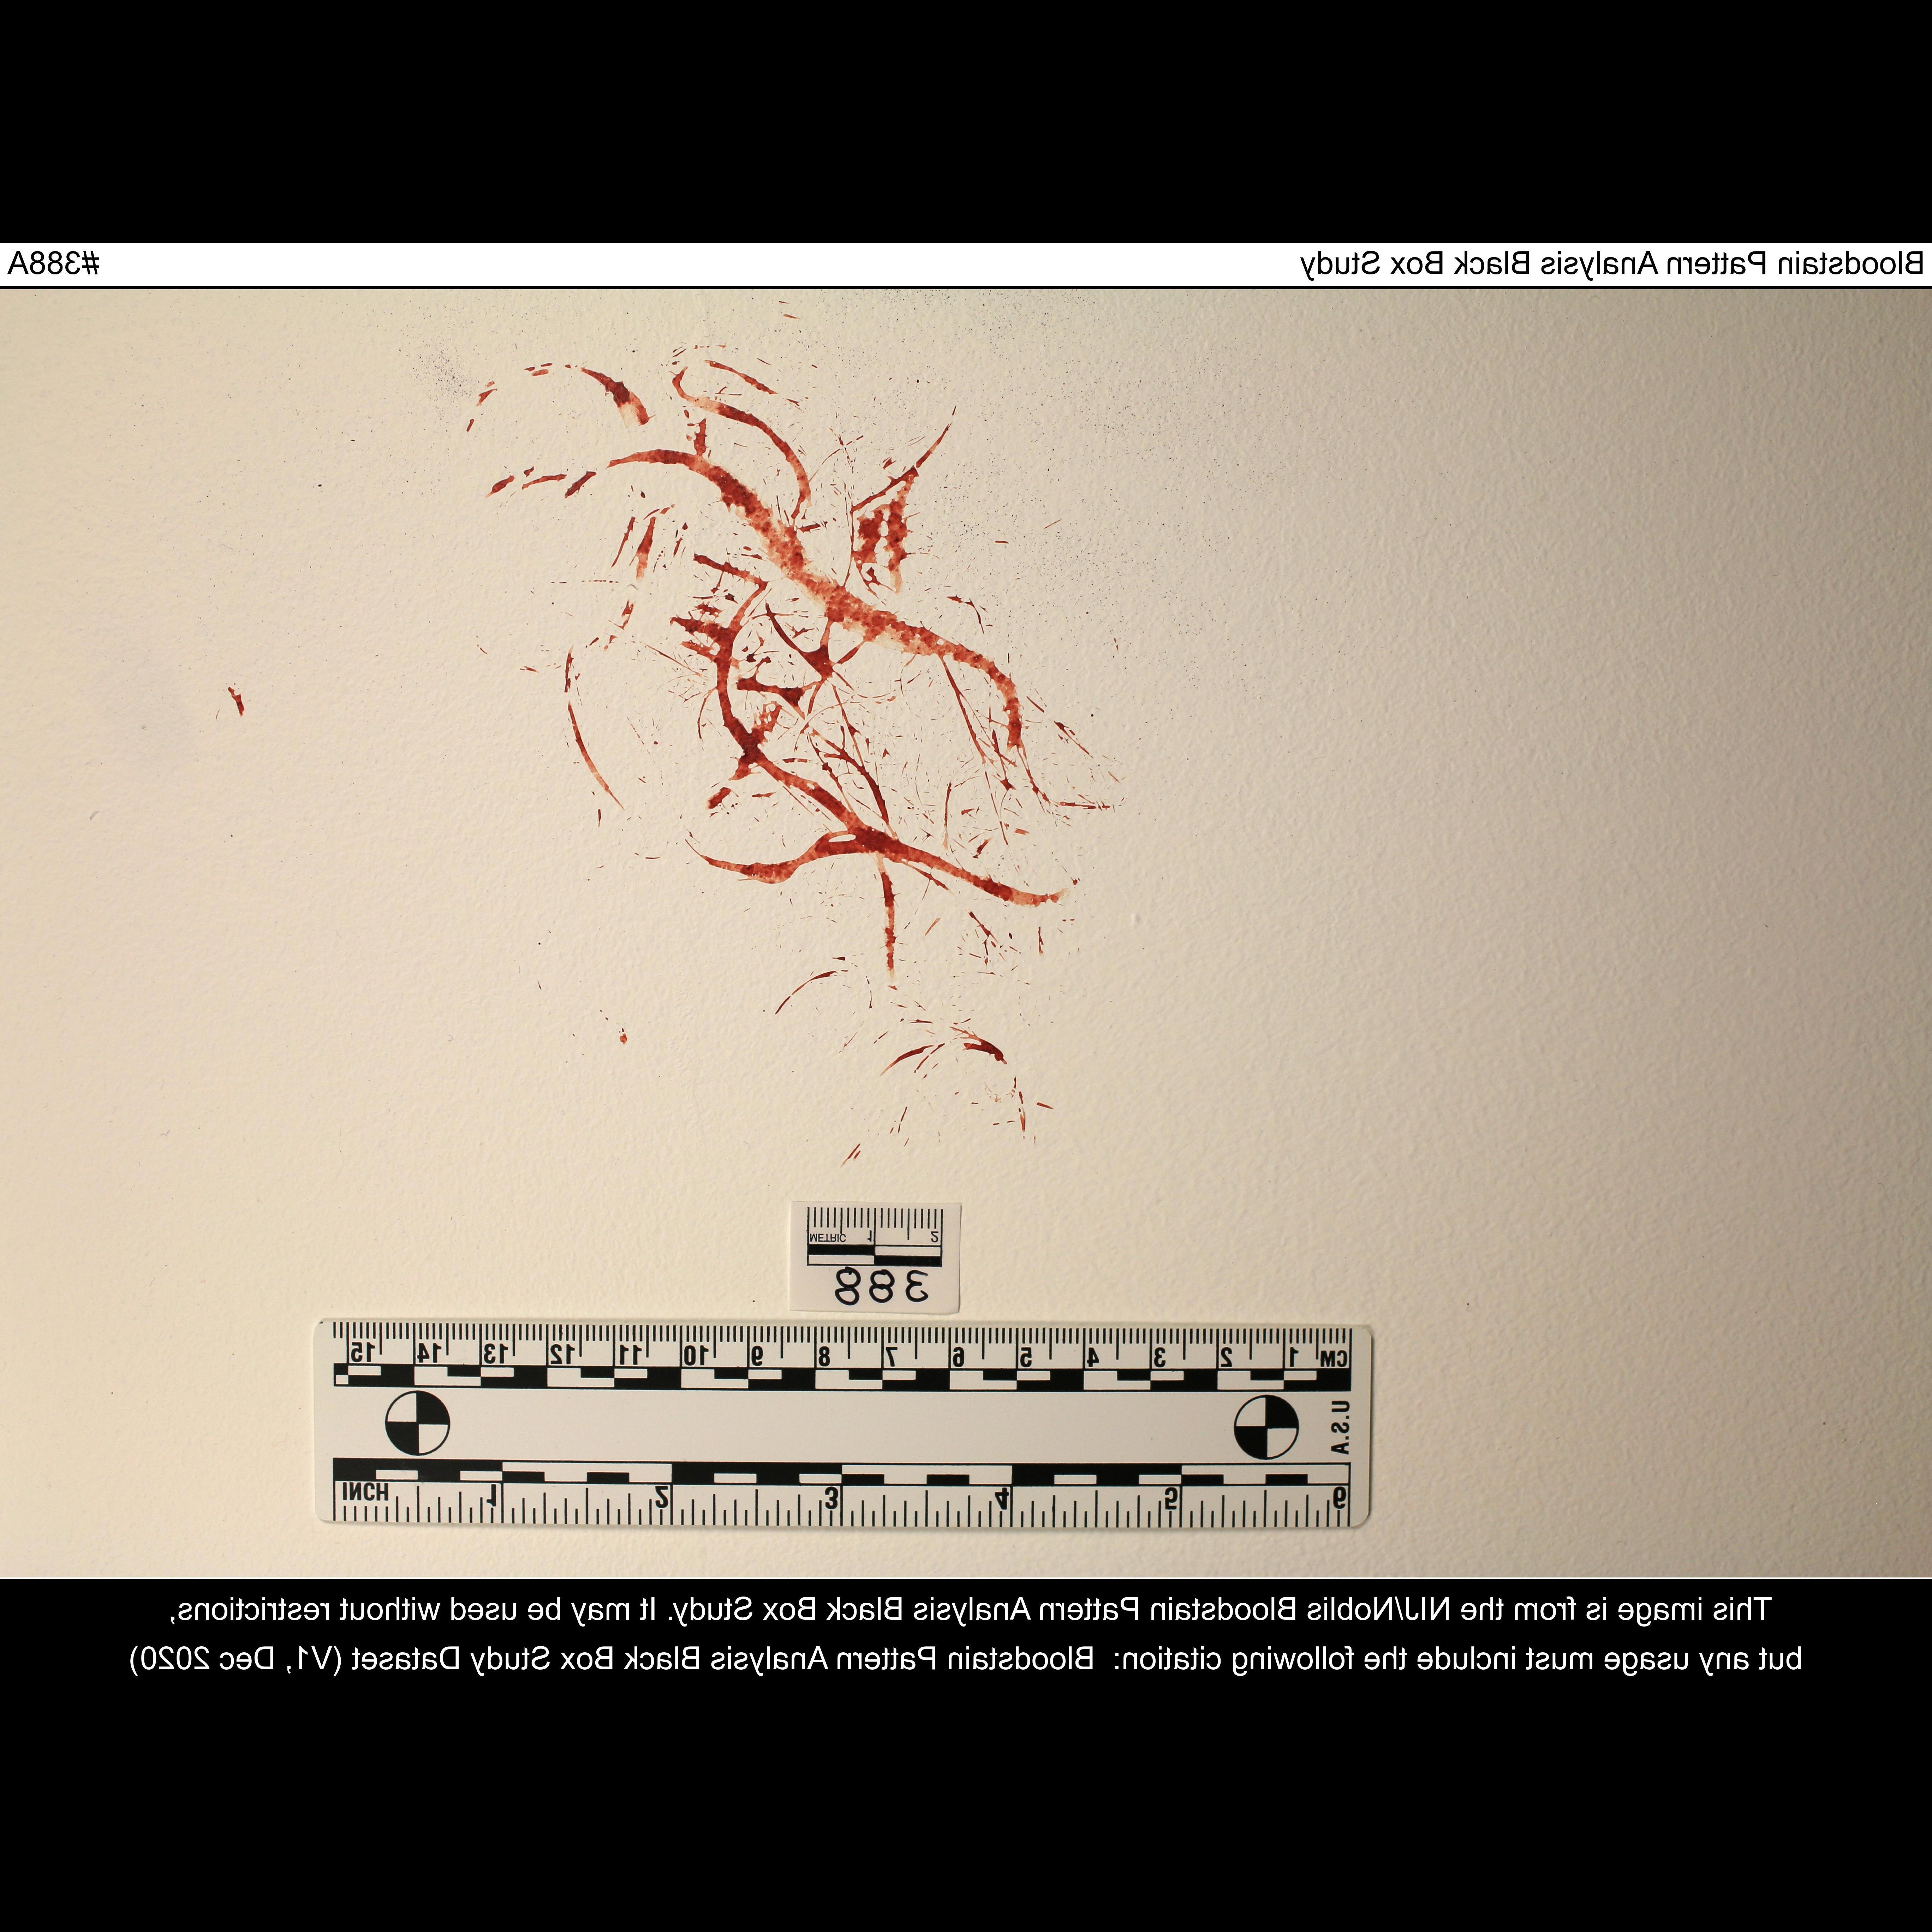 Bloodstain Pattern Analysis Black Box Study #388A
METRIC 1 2
388
CM 1 2 3 4 5 6 7 8 9 10 11 12 13 14 15
U.S.A.
INCH 1 2 3 4 5 6
This image is from the NIJ/Noblis Bloodstain Pattern Analysis Black Box Study. It may be used without restrictions,
but any usage must include the following citation: Bloodstain Pattern Analysis Black Box Study Dataset (V1, Dec 2020)